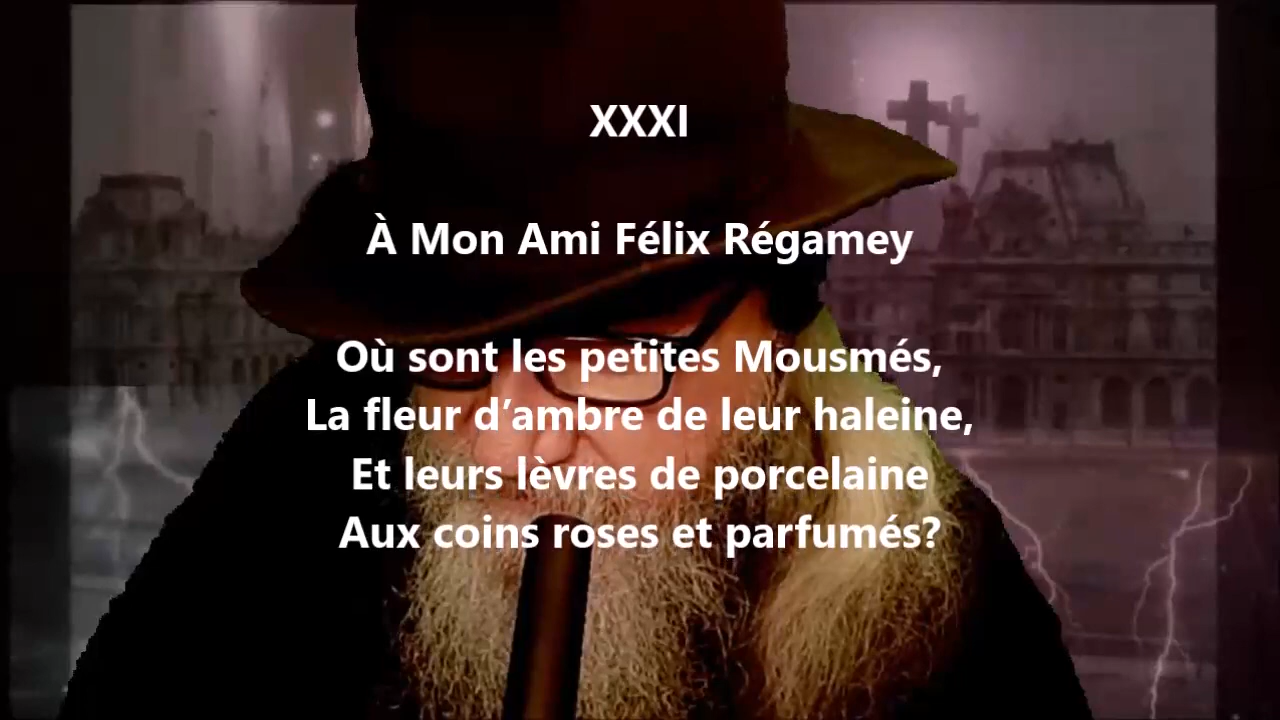 XXXI
À Mon Ami Félix Régamey
Où sont les petites Mousmés,
La fleur d’ambre de leur haleine,
Et leurs lèvres de porcelaine
Aux coins roses et parfumés?